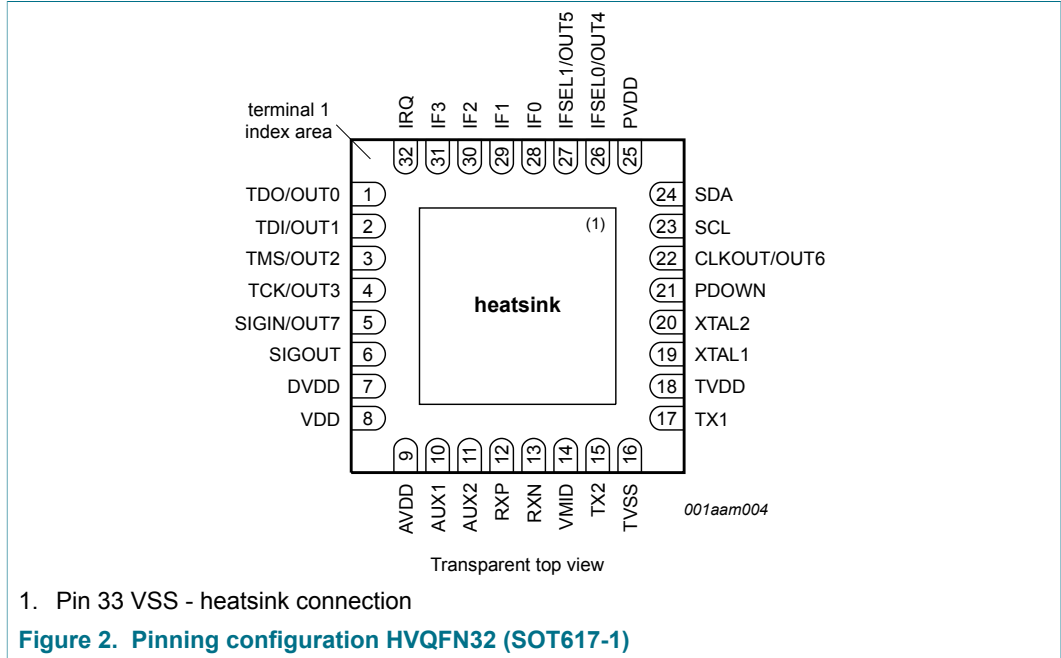 terminal 1
index area
IRQ
IF3
IF2
IF1
IF0
IFSEL1/OUT5
IFSEL0/OUT4
PVDD
32
31
30
29
28
27
26
25
TDO/OUT0 1
TDI/OUT1 2
TMS/OUT2 3
TCK/OUT3 4
SIGIN/OUT7 5
SIGOUT 6
DVDD 7
VDD 8
(1)
heatsink
24 SDA
23 SCL
22 CLKOUT/OUT6
21 PDOWN
20 XTAL2
19 XTAL1
18 TVDD
17 TX1
9
10
11
12
13
14
15
16
AVDD
AUX1
AUX2
RXP
RXN
VMID
TX2
TVSS
001aam004
Transparent top view
1. Pin 33 VSS - heatsink connection
Figure 2. Pinning configuration HVQFN32 (SOT617-1)